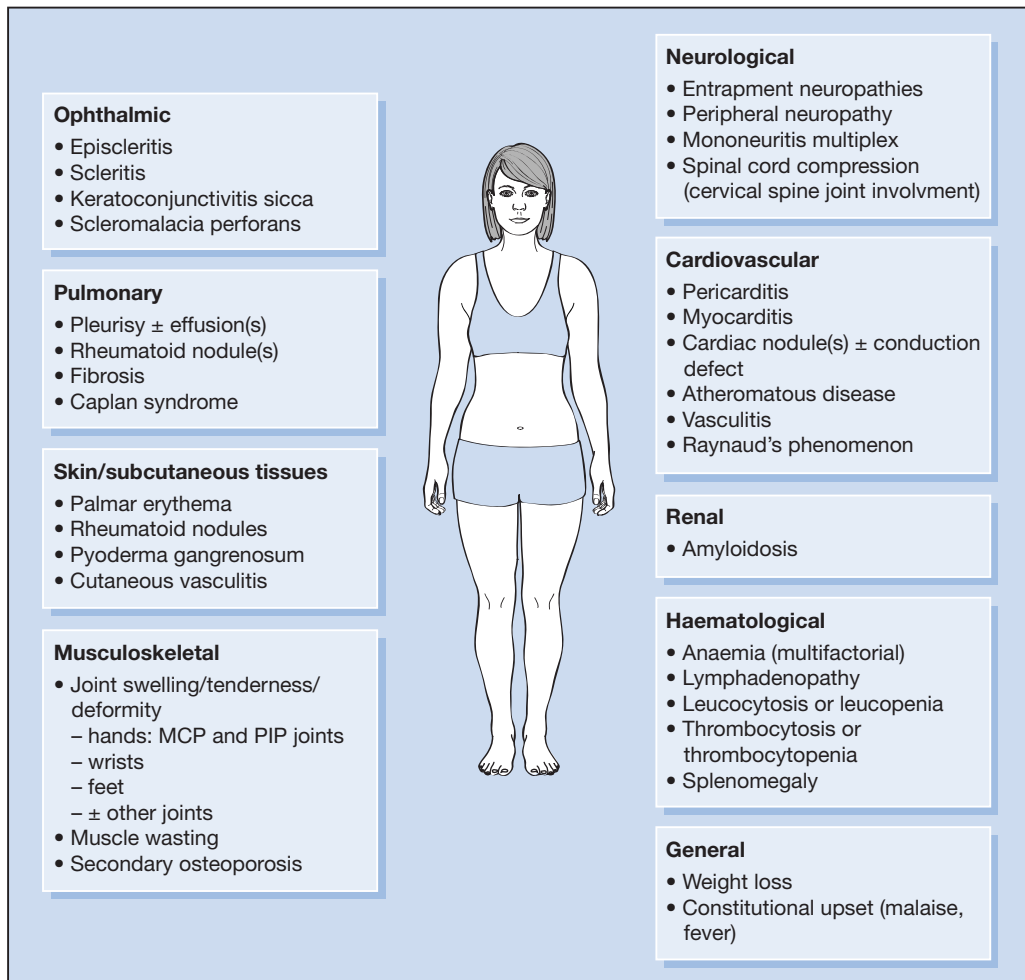 Ophthalmic
• Episcleritis
• Scleritis
• Keratoconjunctivitis sicca
• Scleromalacia perforans
Pulmonary
• Pleurisy ± effusion(s)
• Rheumatoid nodule(s)
• Fibrosis
• Caplan syndrome
Skin/subcutaneous tissues
• Palmar erythema
• Rheumatoid nodules
• Pyoderma gangrenosum
• Cutaneous vasculitis
Musculoskeletal
• Joint swelling/tenderness/
deformity
– hands: MCP and PIP joints
– wrists
– feet
– ± other joints
• Muscle wasting
• Secondary osteoporosis
Neurological
• Entrapment neuropathies
• Peripheral neuropathy
• Mononeuritis multiplex
• Spinal cord compression
(cervical spine joint involvment)
Cardiovascular
• Pericarditis
• Myocarditis
• Cardiac nodule(s) ± conduction
defect
• Atheromatous disease
• Vasculitis
• Raynaud’s phenomenon
Renal
• Amyloidosis
Haematological
• Anaemia (multifactorial)
• Lymphadenopathy
• Leucocytosis or leucopenia
• Thrombocytosis or
thrombocytopenia
• Splenomegaly
General
• Weight loss
• Constitutional upset (malaise,
fever)